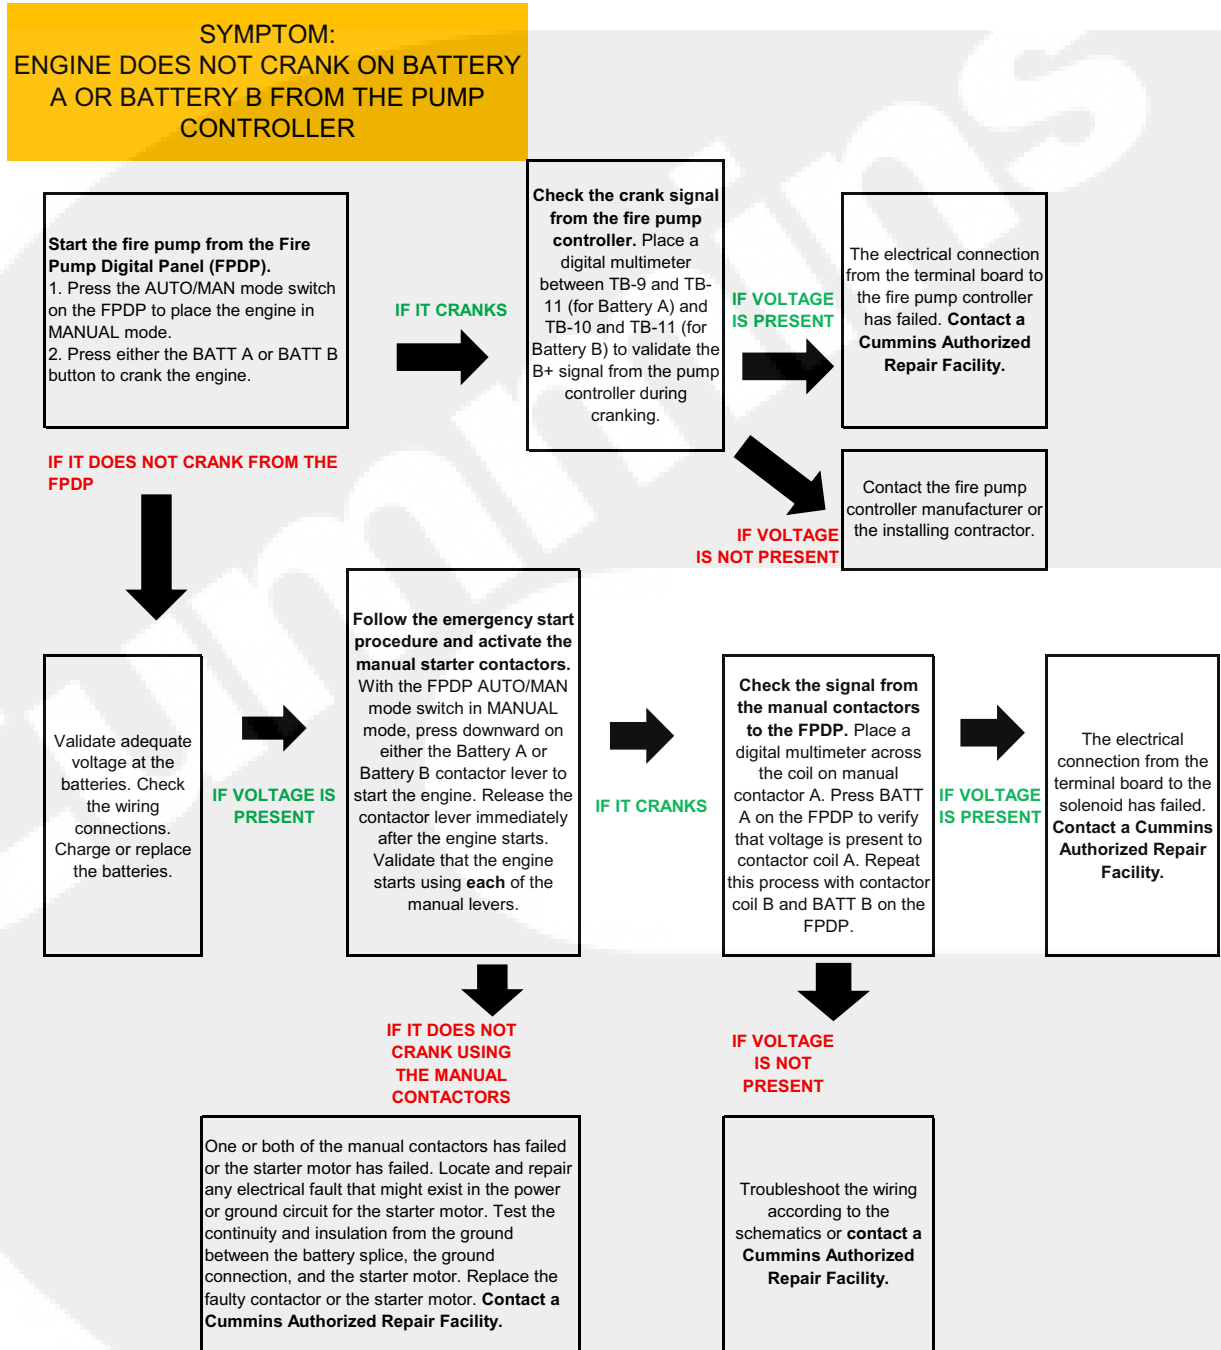 SYMPTOM:
ENGINE DOES NOT CRANK ON BATTERY
A OR BATTERY B FROM THE PUMP
CONTROLLER
Start the fire pump from the Fire
Pump Digital Panel (FPDP).
1. Press the AUTO/MAN mode switch
on the FPDP to place the engine in
MANUAL mode.
2. Press either the BATT A or BATT B
button to crank the engine.
IF IT CRANKS
Check the crank signal
from the fire pump
controller. Place a
digital multimeter
between TB-9 and TB-
11 (for Battery A) and
TB-10 and TB-11 (for
Battery B) to validate the
B+ signal from the pump
controller during
cranking.
IF VOLTAGE
IS PRESENT
The electrical connection
from the terminal board to
the fire pump controller
has failed. Contact a
Cummins Authorized
Repair Facility.
IF VOLTAGE
IS NOT PRESENT
Contact the fire pump
controller manufacturer or
the installing contractor.
IF IT DOES NOT CRANK FROM THE
FPDP
Validate adequate
voltage at the
batteries. Check
the wiring
connections.
Charge or replace
the batteries.
IF VOLTAGE IS
PRESENT
Follow the emergency start
procedure and activate the
manual starter contactors.
With the FPDP AUTO/MAN
mode switch in MANUAL
mode, press downward on
either the Battery A or
Battery B contactor lever to
start the engine. Release the
contactor lever immediately
after the engine starts.
Validate that the engine
starts using each of the
manual levers.
IF IT CRANKS
Check the signal from
the manual contactors
to the FPDP. Place a
digital multimeter across
the coil on manual
contactor A. Press BATT
A on the FPDP to verify
that voltage is present to
contactor coil A. Repeat
this process with contactor
coil B and BATT B on the
FPDP.
IF VOLTAGE
IS PRESENT
The electrical
connection from the
terminal board to the
solenoid has failed.
Contact a Cummins
Authorized Repair
Facility.
IF IT DOES NOT
CRANK USING
THE MANUAL
CONTACTORS
One or both of the manual contactors has failed
or the starter motor has failed. Locate and repair
any electrical fault that might exist in the power
or ground circuit for the starter motor. Test the
continuity and insulation from the ground
between the battery splice, the ground
connection, and the starter motor. Replace the
faulty contactor or the starter motor. Contact a
Cummins Authorized Repair Facility.
IF VOLTAGE
IS NOT
PRESENT
Troubleshoot the wiring
according to the
schematics or contact a
Cummins Authorized
Repair Facility.
Cummins